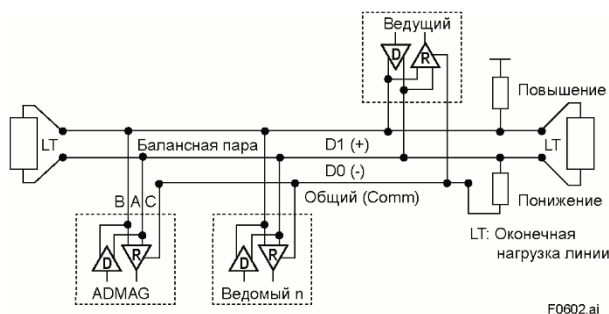 Ведущий
D R
Повышение
LT
Балансная пара
D1 (+)
LT
D0 (-)
B A C
Общий (Comm)
Понижение
D R
D R
LT: Оконечная
нагрузка линии
ADMAG
Ведомый n
F0602.ai